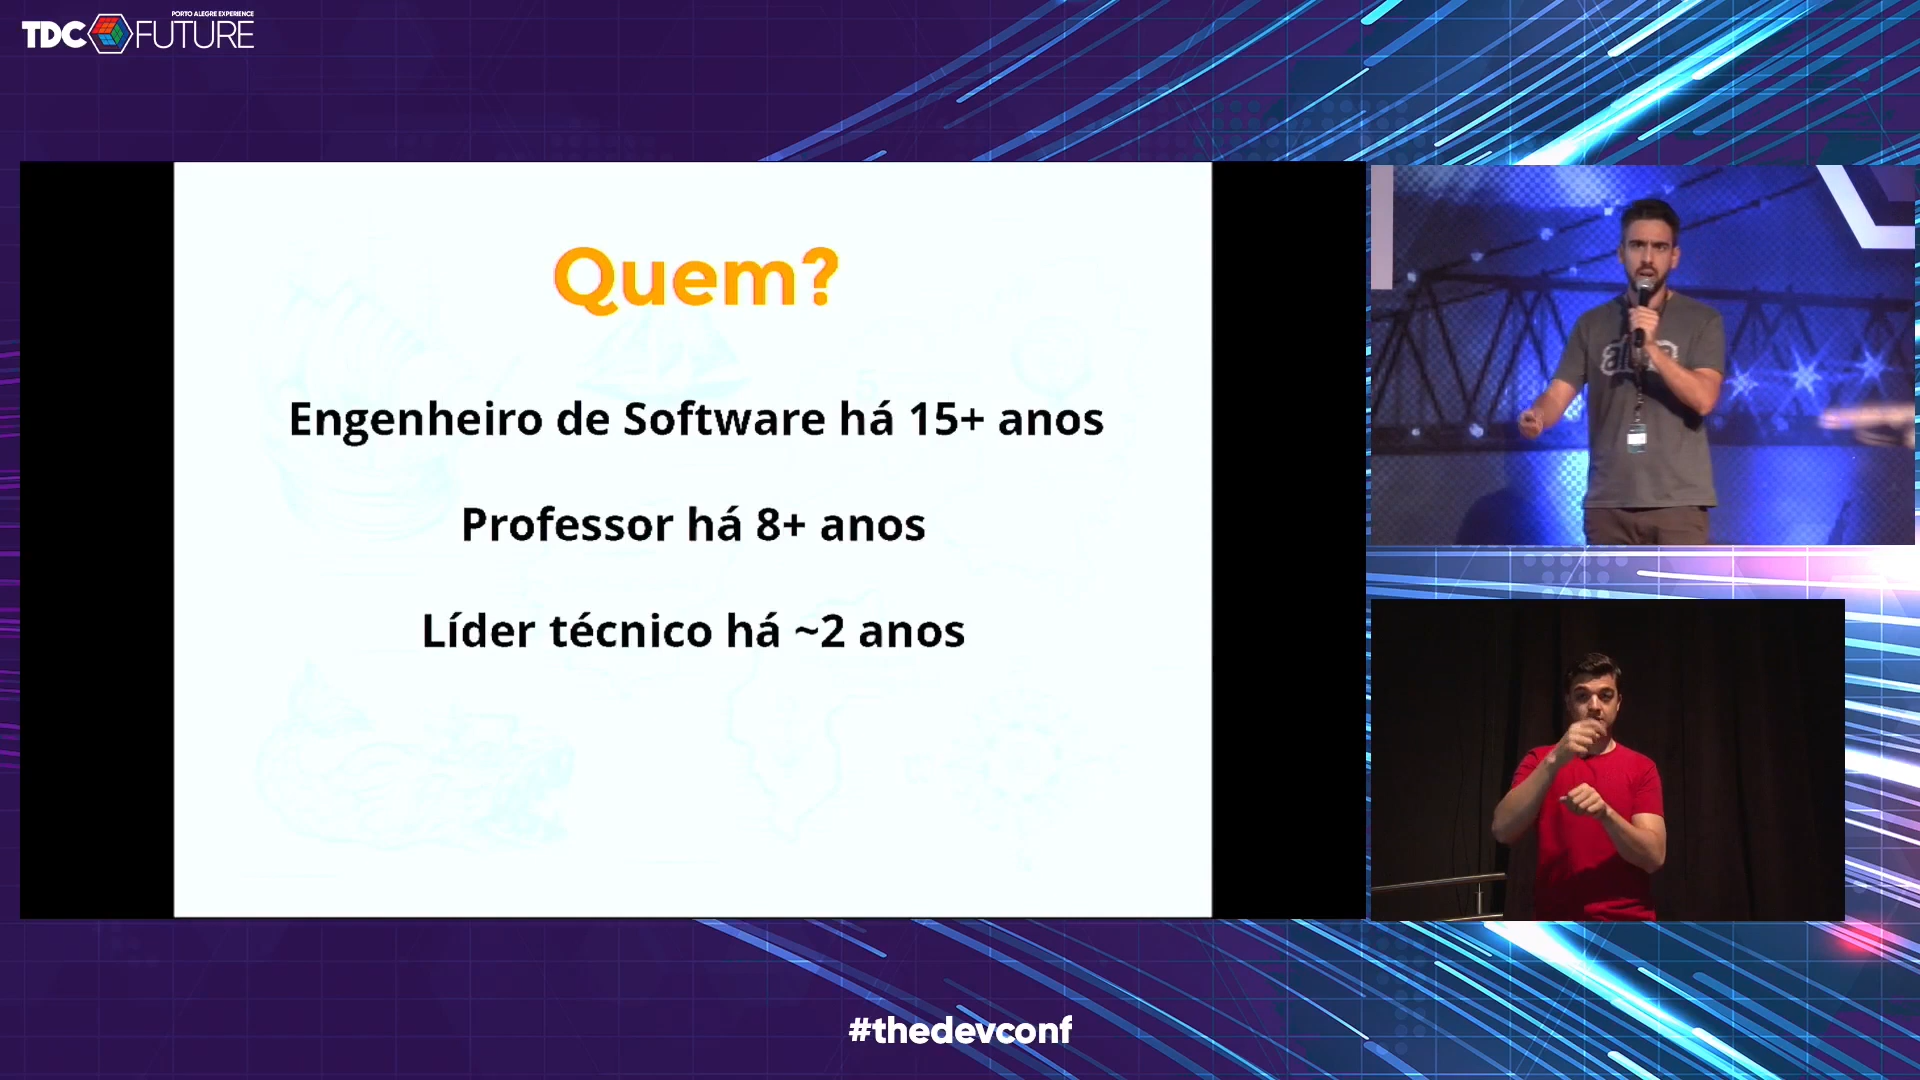 PORTO ALEGRE EXPERIENCE
TDC FUTURE
Quem?
Engenheiro de Software há 15+ anos
Professor há 8+ anos
Líder técnico há ~2 anos
#thedevconf